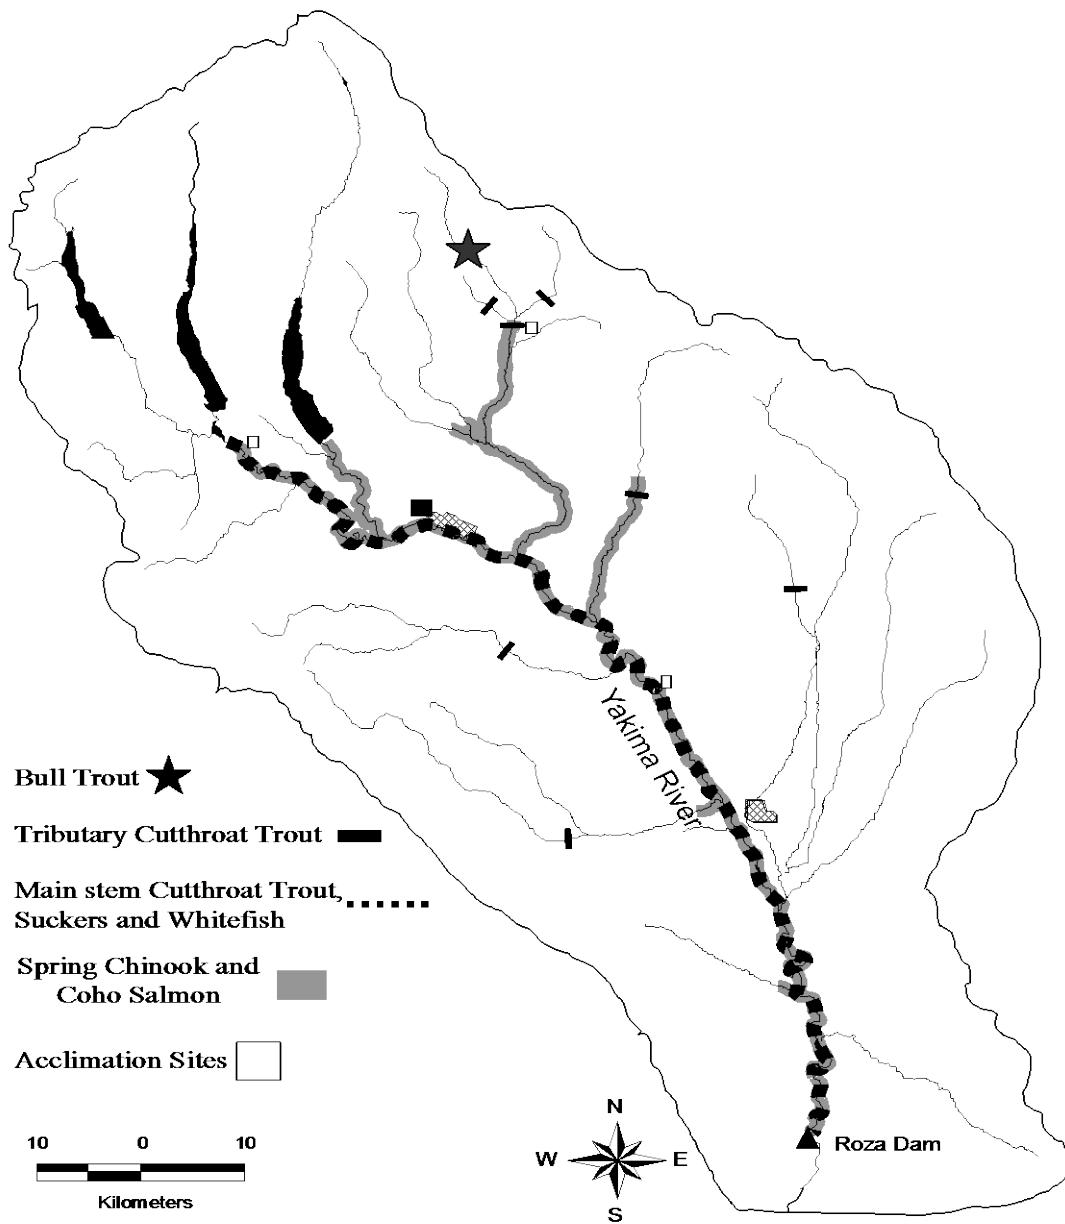 Yakima River
Bull Trout
Tributary Cutthroat Trout
Main stem Cutthroat Trout,
Suckers and Whitefish
Spring Chinook and
Coho Salmon
Acclimation Sites
10 0 10
Kilometers
N
W E
S
Roza Dam